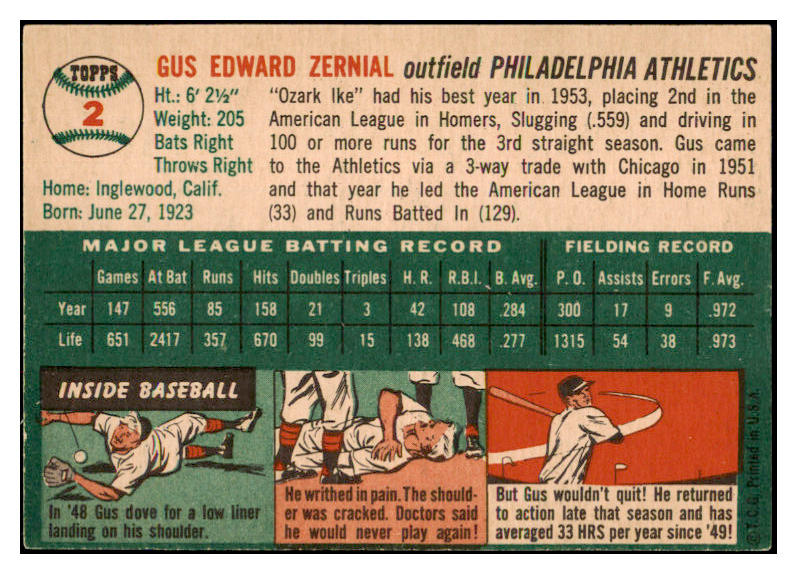 TOPPS
2
GUS EDWARD ZERNIAL outfield PHILADELPHIA ATHLETICS
Ht.: 6' 2½"
Weight: 205
Bats Right
Throws Right
Home: Inglewood, Calif.
Born: June 27, 1923
"Ozark Ike" had his best year in 1953, placing 2nd in the
American League in Homers, Slugging (.559) and driving in
100 or more runs for the 3rd straight season. Gus came
to the Athletics via a 3-way trade with Chicago in 1951
and that year he led the American League in Home Runs
(33) and Runs Batted In (129).
MAJOR LEAGUE BATTING RECORD FIELDING RECORD
Games At Bat Runs Hits Doubles Triples H. R. R.B.I. B. Avg. P. O. Assists Errors F. Avg.
Year 147 556 85 158 21 3 42 108 .284 300 17 9 .972
Life 651 2417 357 670 99 15 138 468 .277 1315 54 38 .973
INSIDE BASEBALL
In '48 Gus dove for a low liner
landing on his shoulder.
He writhed in pain. The should-
er was cracked. Doctors said
he would never play again!
But Gus wouldn't quit! He returned
to action late that season and has
averaged 33 HRS per year since '49!
© T.C.G. Printed in U.S.A.